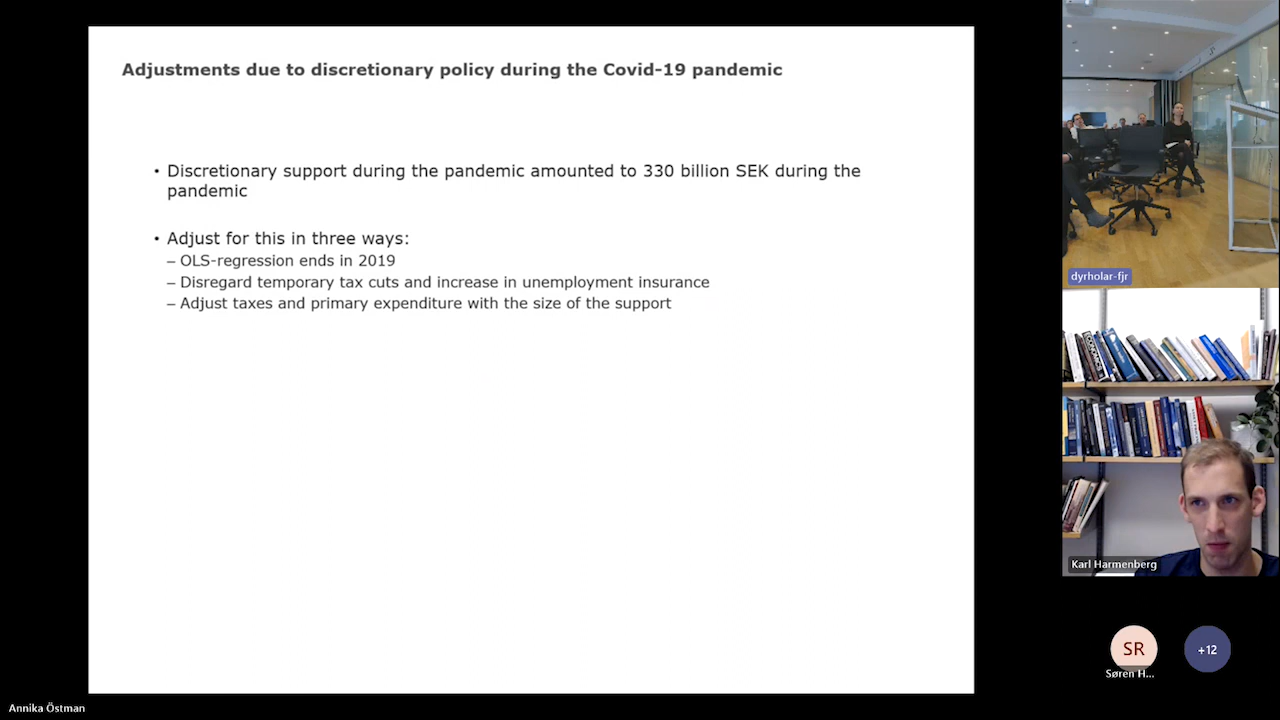 Adjustments due to discretionary policy during the Covid-19 pandemic
• Discretionary support during the pandemic amounted to 330 billion SEK during the
pandemic
• Adjust for this in three ways:
– OLS-regression ends in 2019
– Disregard temporary tax cuts and increase in unemployment insurance
– Adjust taxes and primary expenditure with the size of the support
dyrholar-fjr
ECONOMICS
Karl Harmenberg
SR
+12
Søren H...
Annika Östman